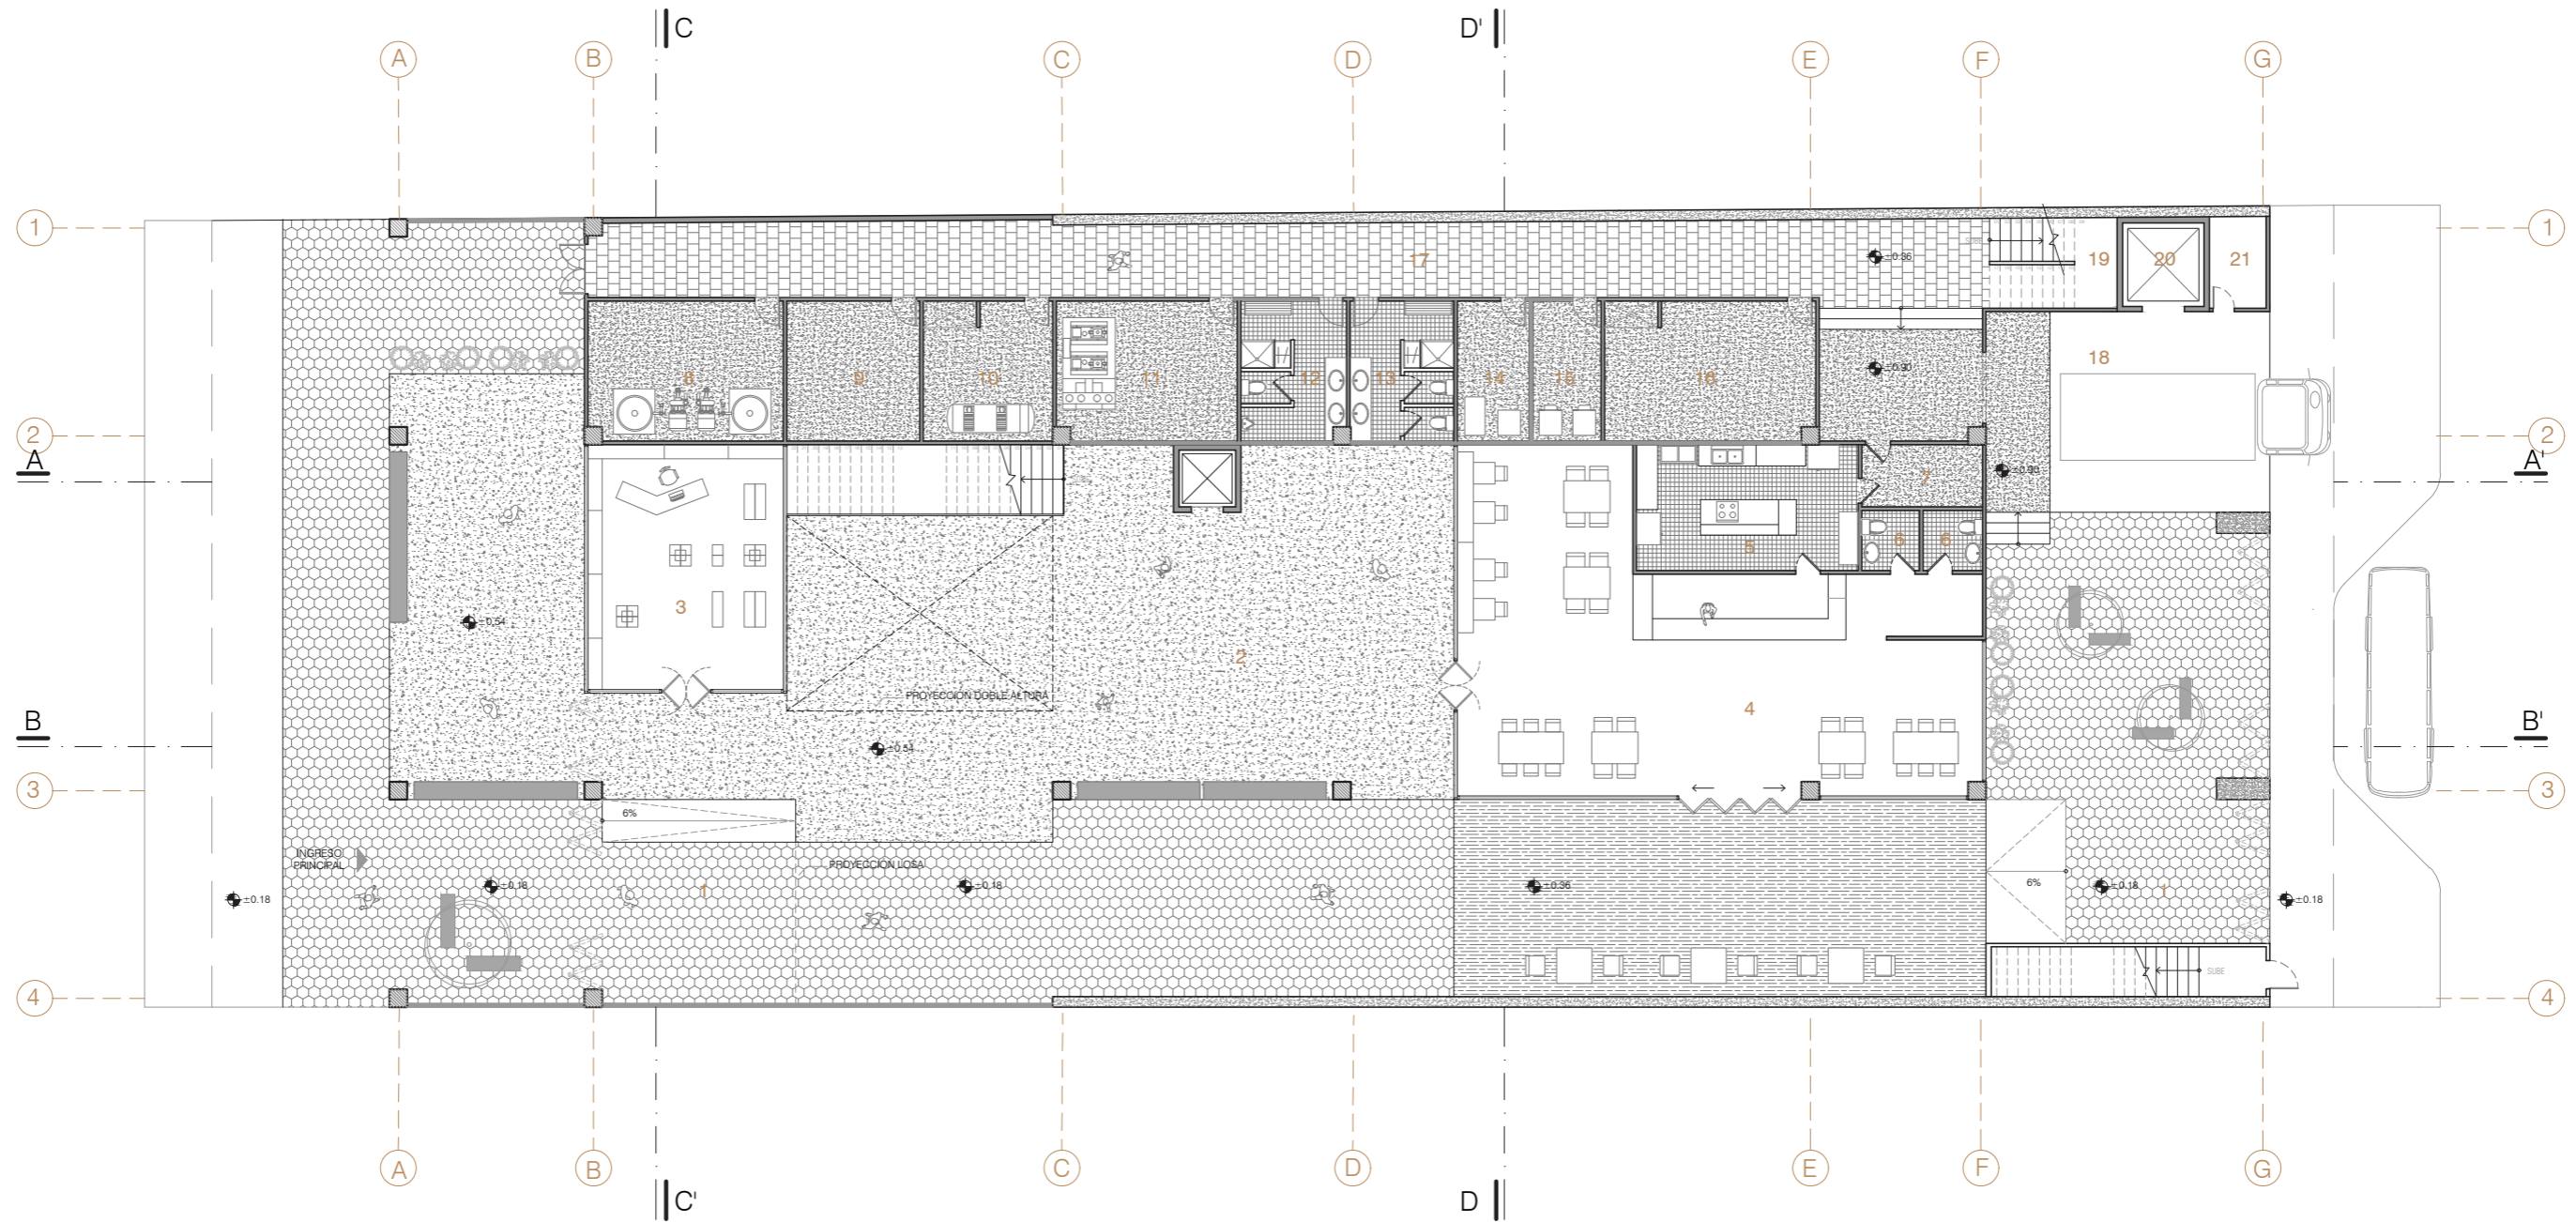 C
D'
A
B
C
D
E
F
G
1
1
SUBE
±0.36
17
19
20
21
18
±0.90
8
9
10
11
12
13
14
15
16
2
2
A
A'
±0.90
7
5
6
6
3
2
4
±0.54
PROYECCION DOBLE ALTURA
B
B'
±0.54
3
3
6%
INGRESO
PRINCIPAL
PROYECCION LOSA
1
±0.18
±0.18
±0.18
±0.36
6%
±0.18
1
±0.18
SUBE
4
4
A
B
C
D
E
F
G
C'
D